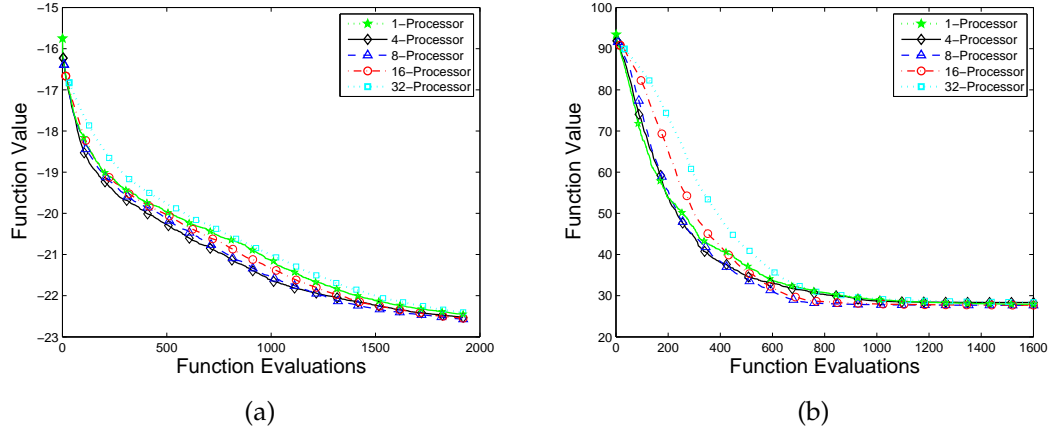 −15
−16
−17
−18
−19
−20
−21
−22
−23
0
500
1000
1500
2000
Function Value
Function Evaluations
1−Processor
4−Processor
8−Processor
16−Processor
32−Processor
(a)
100
90
80
70
60
50
40
30
20
0
200
400
600
800
1000
1200
1400
1600
Function Value
Function Evaluations
1−Processor
4−Processor
8−Processor
16−Processor
32−Processor
(b)